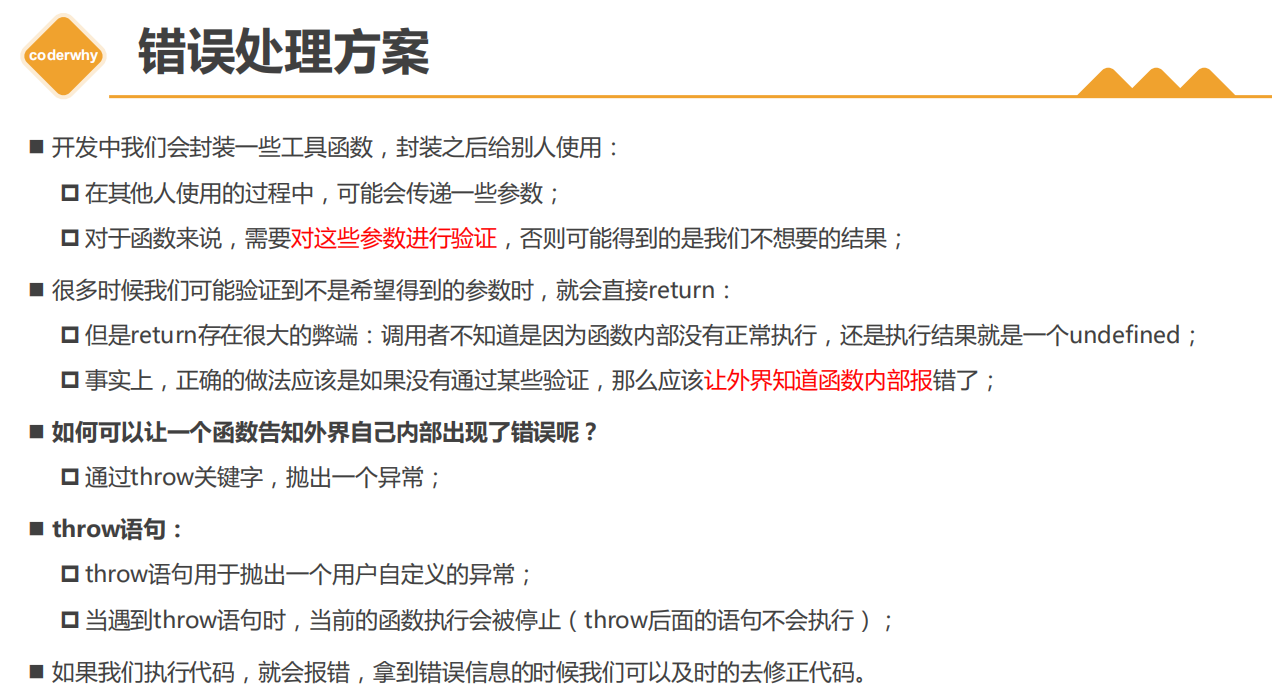 coderwhy
错误处理方案
■ 开发中我们会封装一些工具函数，封装之后给别人使用：
在其他人使用的过程中，可能会传递一些参数；
对于函数来说，需要对这些参数进行验证，否则可能得到的是我们不想要的结果；
■ 很多时候我们可能验证到不是希望得到的参数时，就会直接return：
但是return存在很大的弊端：调用者不知道是因为函数内部没有正常执行，还是执行结果就是一个undefined；
事实上，正确的做法应该是如果没有通过某些验证，那么应该让外界知道函数内部报错了；
■ 如何可以让一个函数告知外界自己内部出现了错误呢？
通过throw关键字，抛出一个异常；
■ throw语句：
throw语句用于抛出一个用户自定义的异常；
当遇到throw语句时，当前的函数执行会被停止（throw后面的语句不会执行）；
■ 如果我们执行代码，就会报错，拿到错误信息的时候我们可以及时的去修正代码。